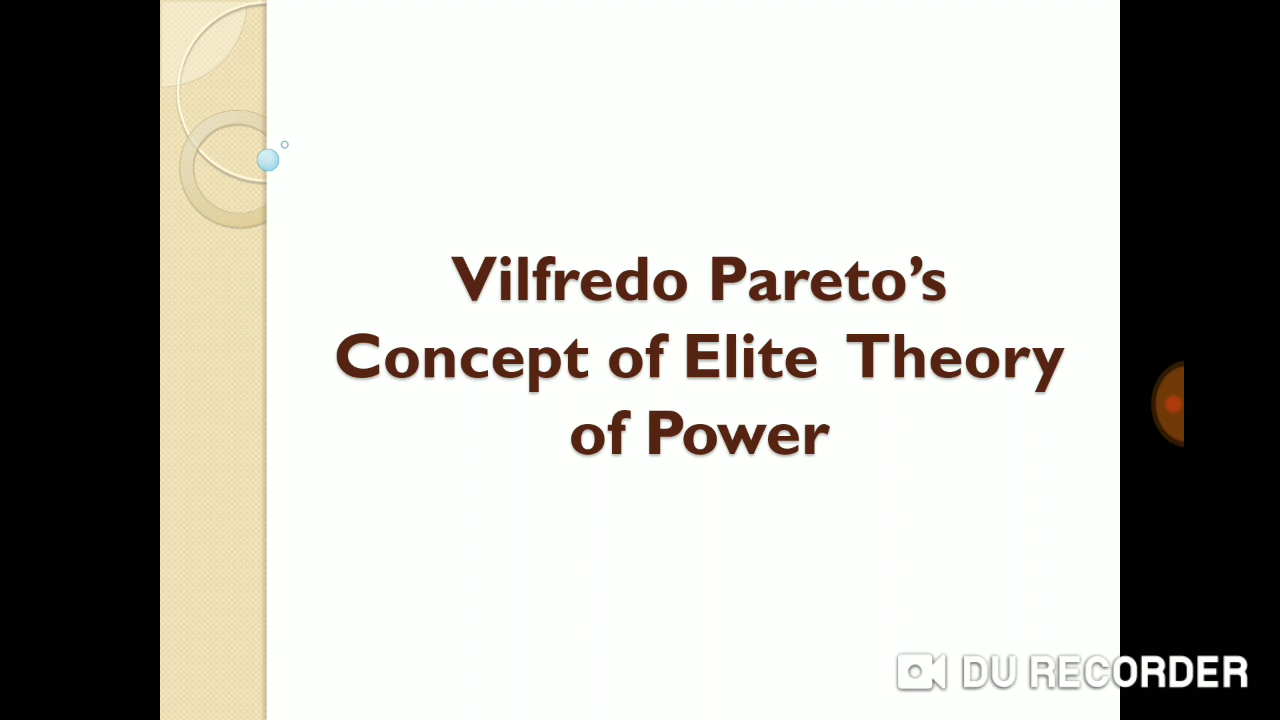 Vilfredo Pareto’s
Concept of Elite Theory
of Power
DU RECORDER